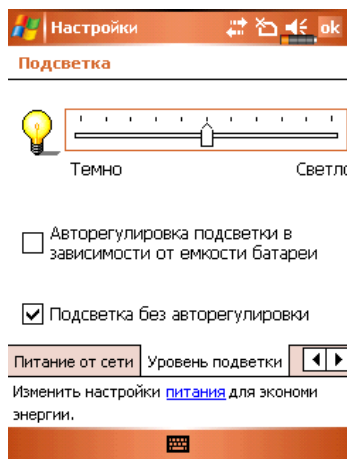 Настройки ok
Подсветка
Темно Светло
Авторегулировка подсветки в
зависимости от емкости батареи
Подсветка без авторегулировки
Питание от сети Уровень подветки
Изменить настройки питания для экономи
энергии.